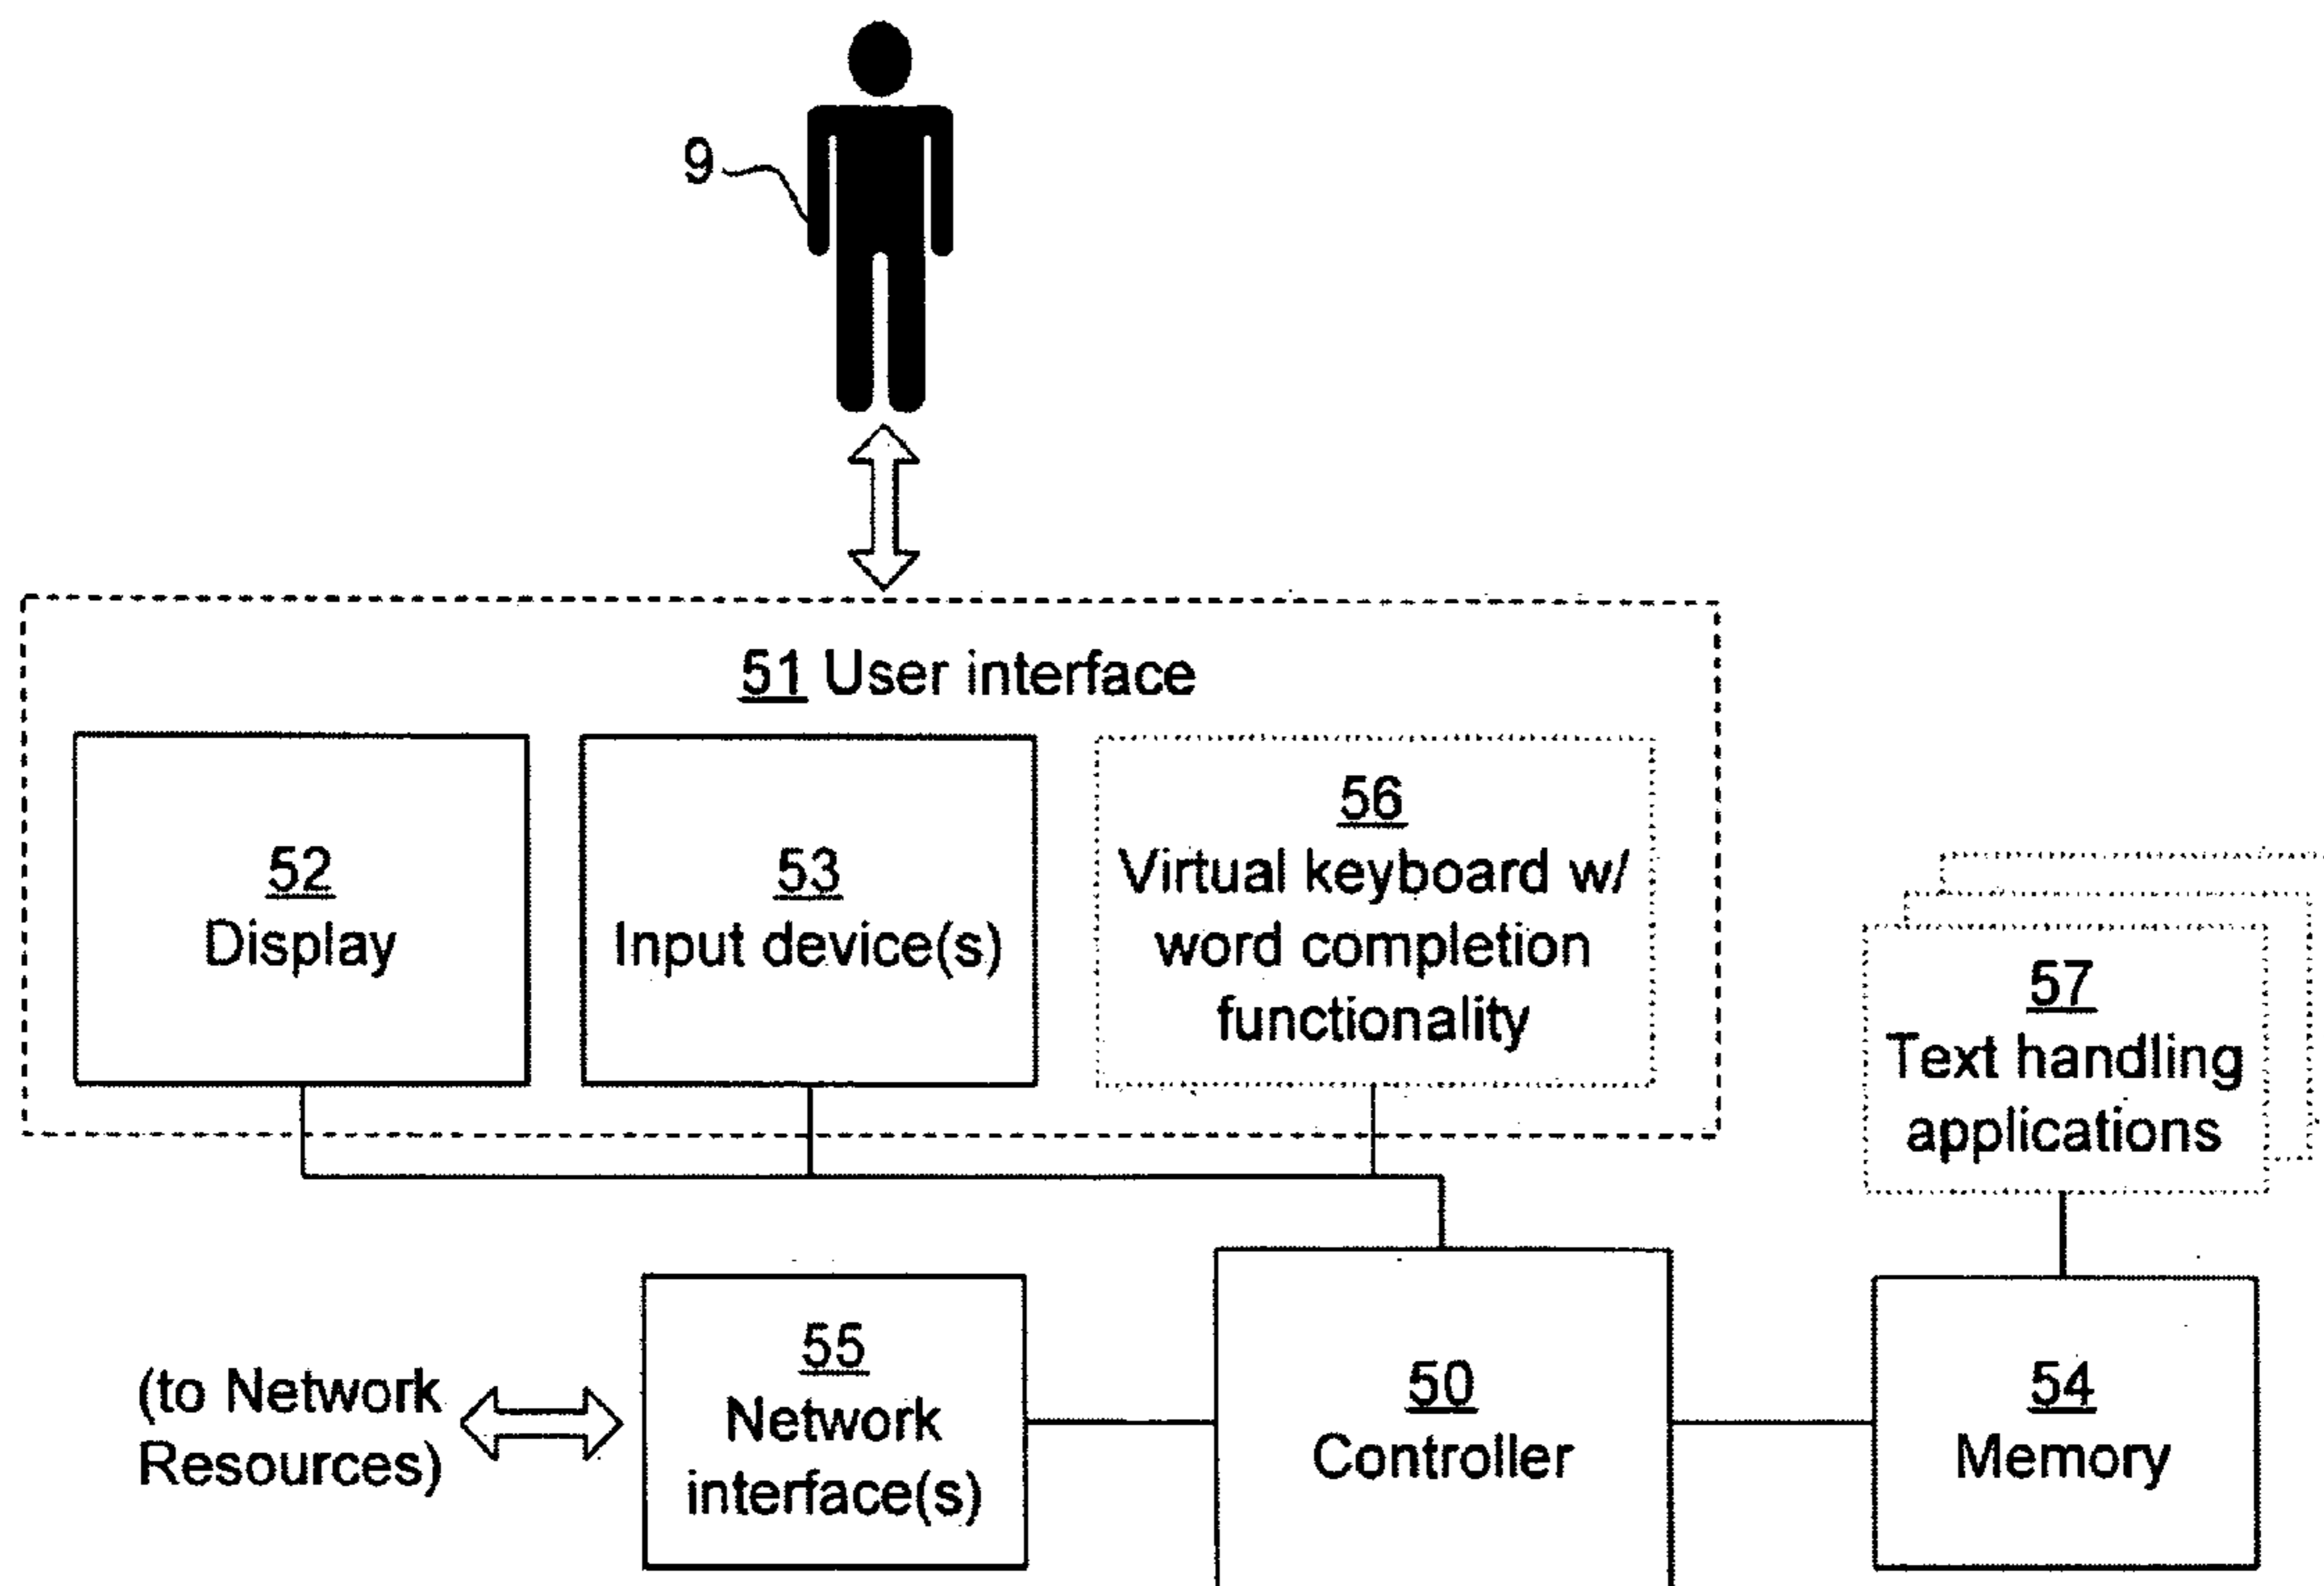 9
51 User interface
52
Display
53
Input device(s)
56
Virtual keyboard w/
word completion
functionality
57
Text handling
applications
(to Network
Resources)
55
Network
interface(s)
50
Controller
54
Memory